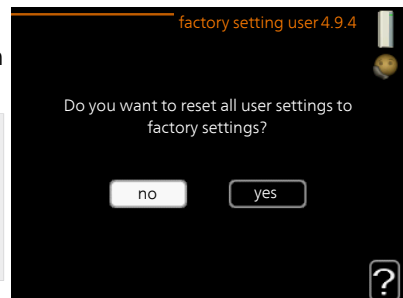 factory setting user 4.9.4
Do you want to reset all user settings to
factory settings?
no
yes
?